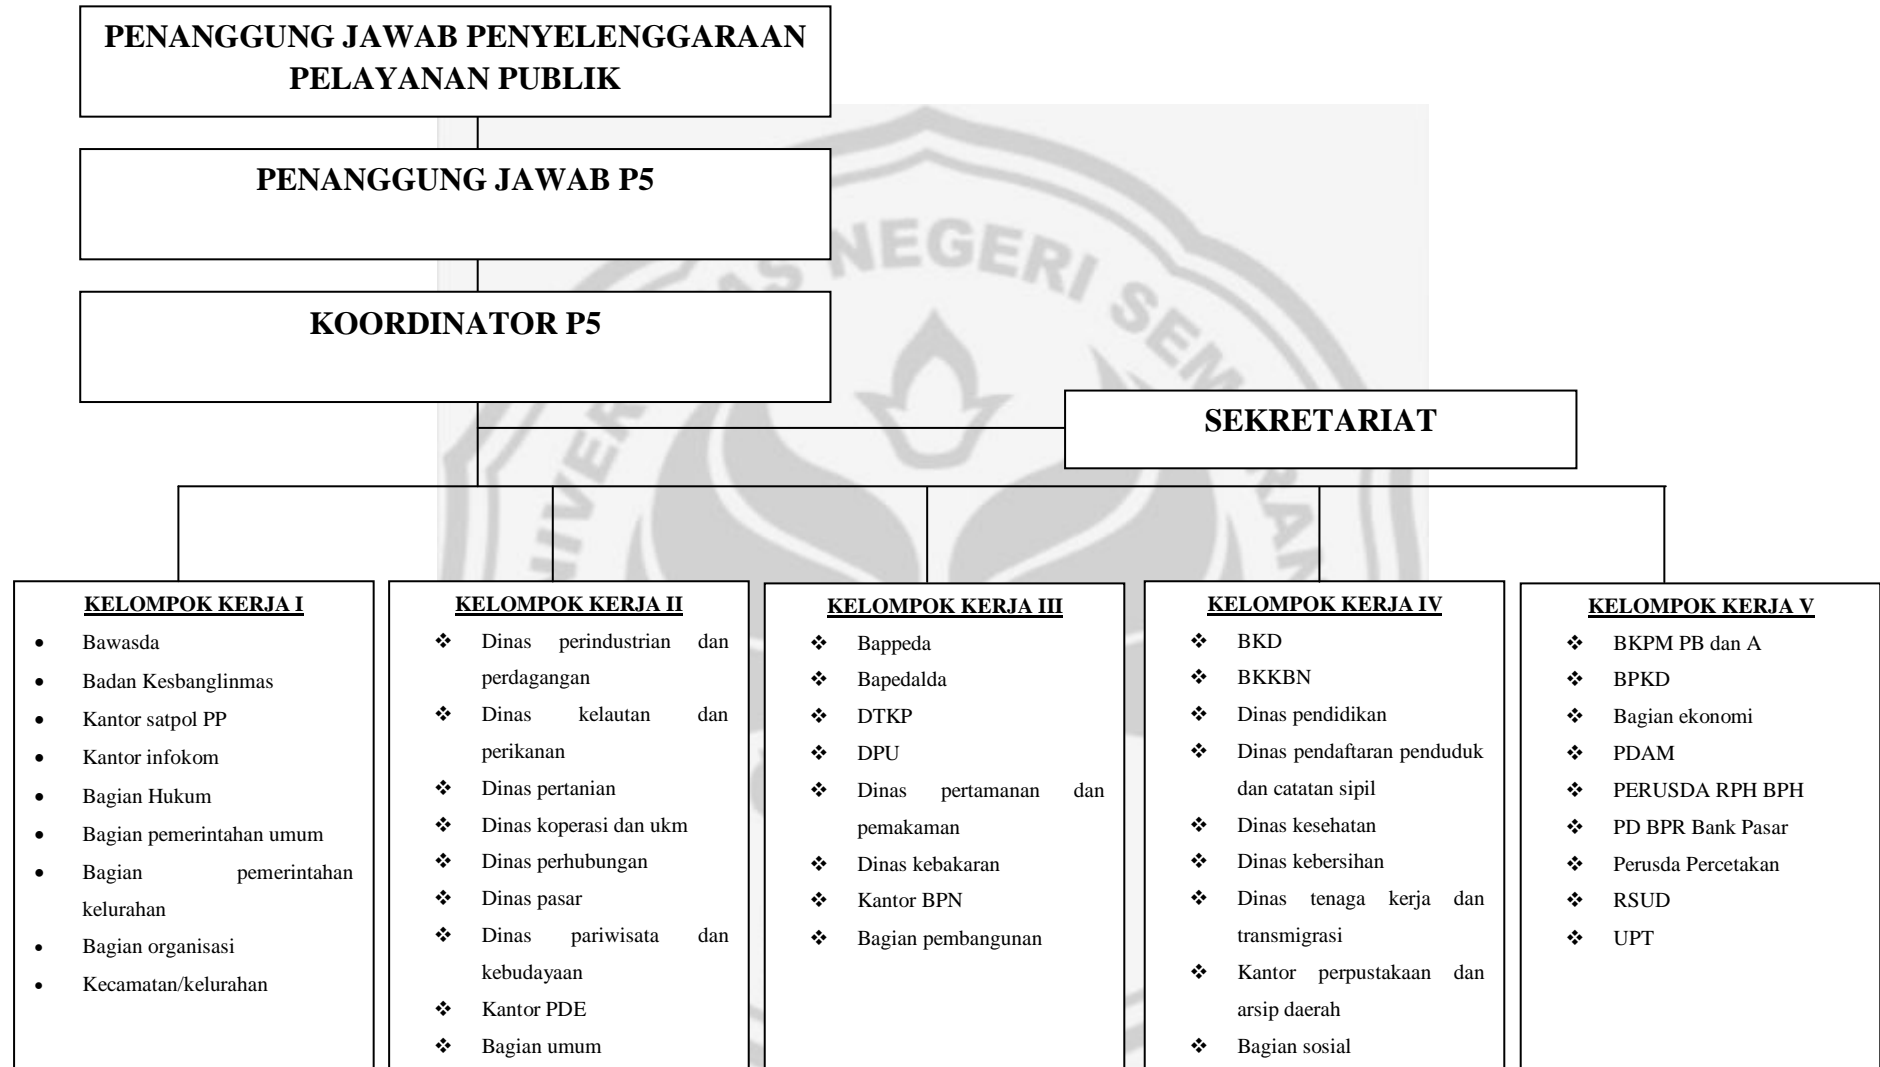 PENANGGUNG JAWAB PENYELENGGARAAN
PELAYANAN PUBLIK
PENANGGUNG JAWAB P5
KOORDINATOR P5
SEKRETARIAT
KELOMPOK KERJA I
• Bawasda
• Badan Kesbanglinmas
• Kantor satpol PP
• Kantor infokom
• Bagian Hukum
• Bagian pemerintahan umum
• Bagian pemerintahan
kelurahan
• Bagian organisasi
• Kecamatan/kelurahan
KELOMPOK KERJA II
❖ Dinas perindustrian dan
perdagangan
❖ Dinas kelautan dan
perikanan
❖ Dinas pertanian
❖ Dinas koperasi dan ukm
❖ Dinas perhubungan
❖ Dinas pasar
❖ Dinas pariwisata dan
kebudayaan
❖ Kantor PDE
❖ Bagian umum
KELOMPOK KERJA III
❖ Bappeda
❖ Bapedalda
❖ DTKP
❖ DPU
❖ Dinas pertamanan dan
pemakaman
❖ Dinas kebakaran
❖ Kantor BPN
❖ Bagian pembangunan
KELOMPOK KERJA IV
❖ BKD
❖ BKKBN
❖ Dinas pendidikan
❖ Dinas pendaftaran penduduk
dan catatan sipil
❖ Dinas kesehatan
❖ Dinas kebersihan
❖ Dinas tenaga kerja dan
transmigrasi
❖ Kantor perpustakaan dan
arsip daerah
❖ Bagian sosial
KELOMPOK KERJA V
❖ BKPM PB dan A
❖ BPKD
❖ Bagian ekonomi
❖ PDAM
❖ PERUSDA RPH BPH
❖ PD BPR Bank Pasar
❖ Perusda Percetakan
❖ RSUD
❖ UPT
NEGERI